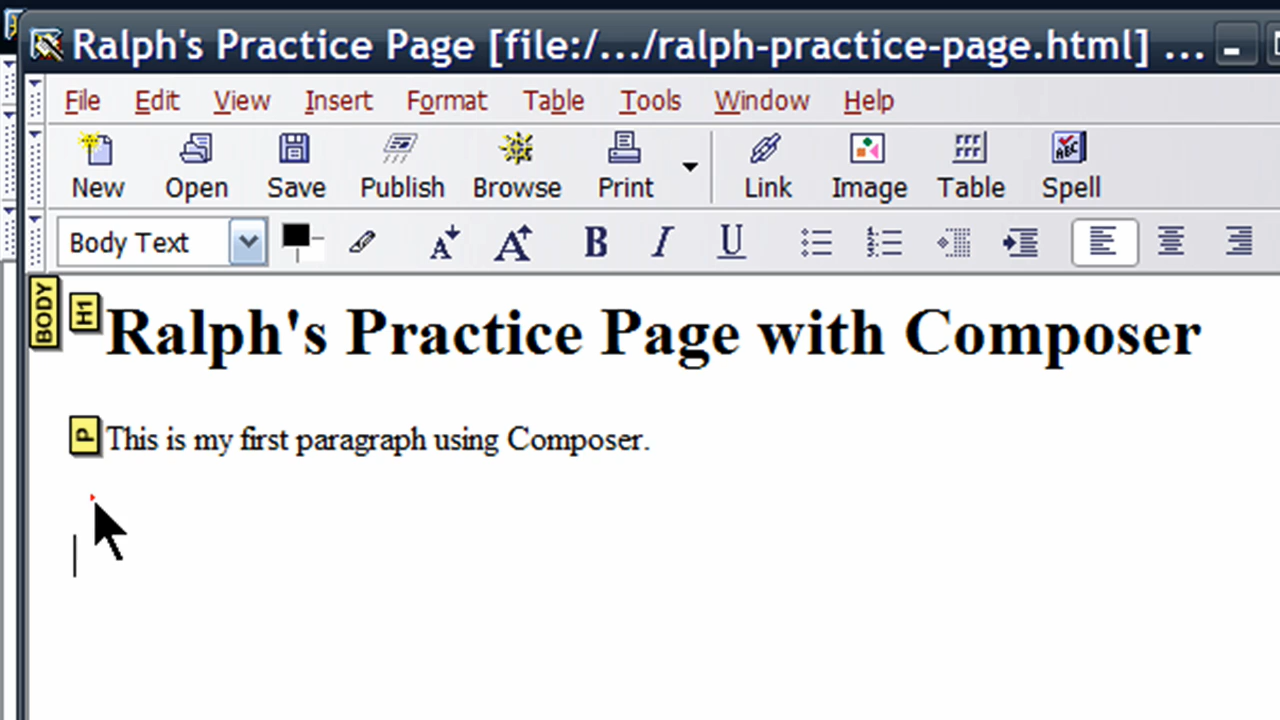 Ralph's Practice Page [file:/.../ralph-practice-page.html] ...
File Edit View Insert Format Table Tools Window Help
New Open Save Publish Browse Print Link Image Table Spell
ABC
Body Text A A B I U
BODY H1 Ralph's Practice Page with Composer
P This is my first paragraph using Composer.